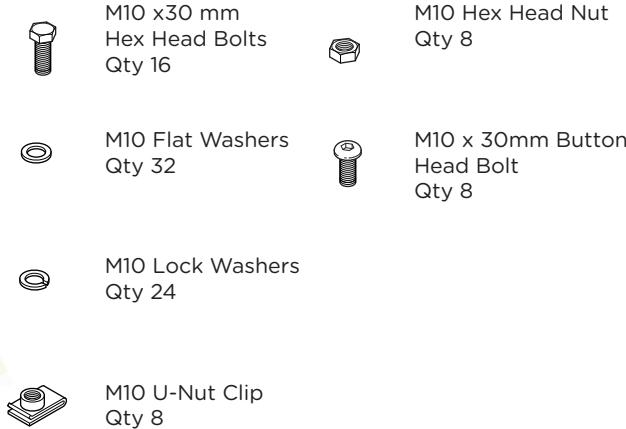 M10 x30 mm
Hex Head Bolts
Qty 16
M10 Hex Head Nut
Qty 8
M10 Flat Washers
Qty 32
M10 x 30mm Button
Head Bolt
Qty 8
M10 Lock Washers
Qty 24
M10 U-Nut Clip
Qty 8